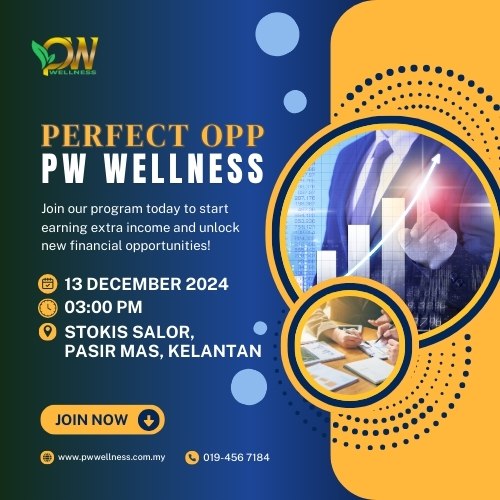 PW
WELLNESS
PERFECT OPP
PW WELLNESS
Join our program today to start
earning extra income and unlock
new financial opportunities!
13 DECEMBER 2024
03:00 PM
STOKIS SALOR,
PASIR MAS, KELANTAN
JOIN NOW
www.pwwellness.com.my
019-456 7184